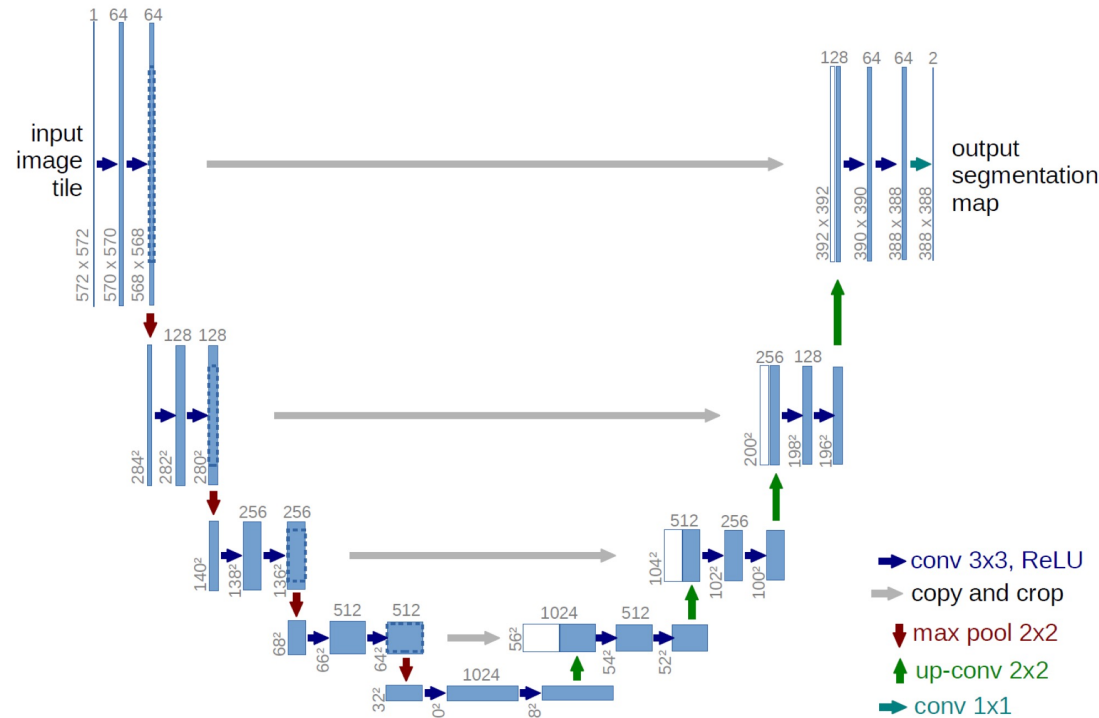 1 64 64
128 64 64 2
input
image
tile
output
segmentation
map
572 x 572
570 x 570
568 x 568
392 x 392
390 x 390
388 x 388
388 x 388
128 128
256 128
284²
282²
280²
200²
198²
196²
256 256
512 256
140²
138²
136²
104²
102²
100²
512 512
1024 512
68²
66²
64²
56²
54²
52²
1024
32²
0²
8²
conv 3x3, ReLU
copy and crop
max pool 2x2
up-conv 2x2
conv 1x1